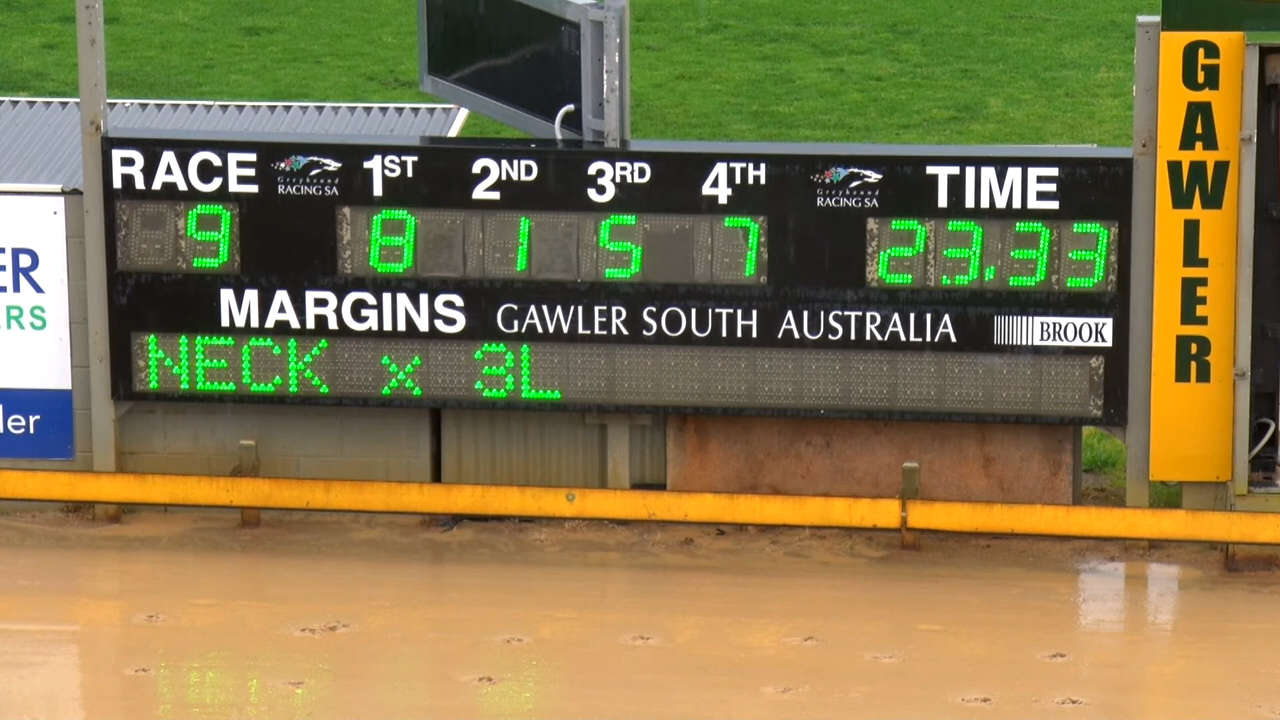 RACE Greyhound RACING SA 1ST 2ND 3RD 4TH Greyhound RACING SA TIME
9 8 1 5 7 23.33
MARGINS GAWLER SOUTH AUSTRALIA BROOK
NECK x 3L
GAWLER
ER
ERS
ler